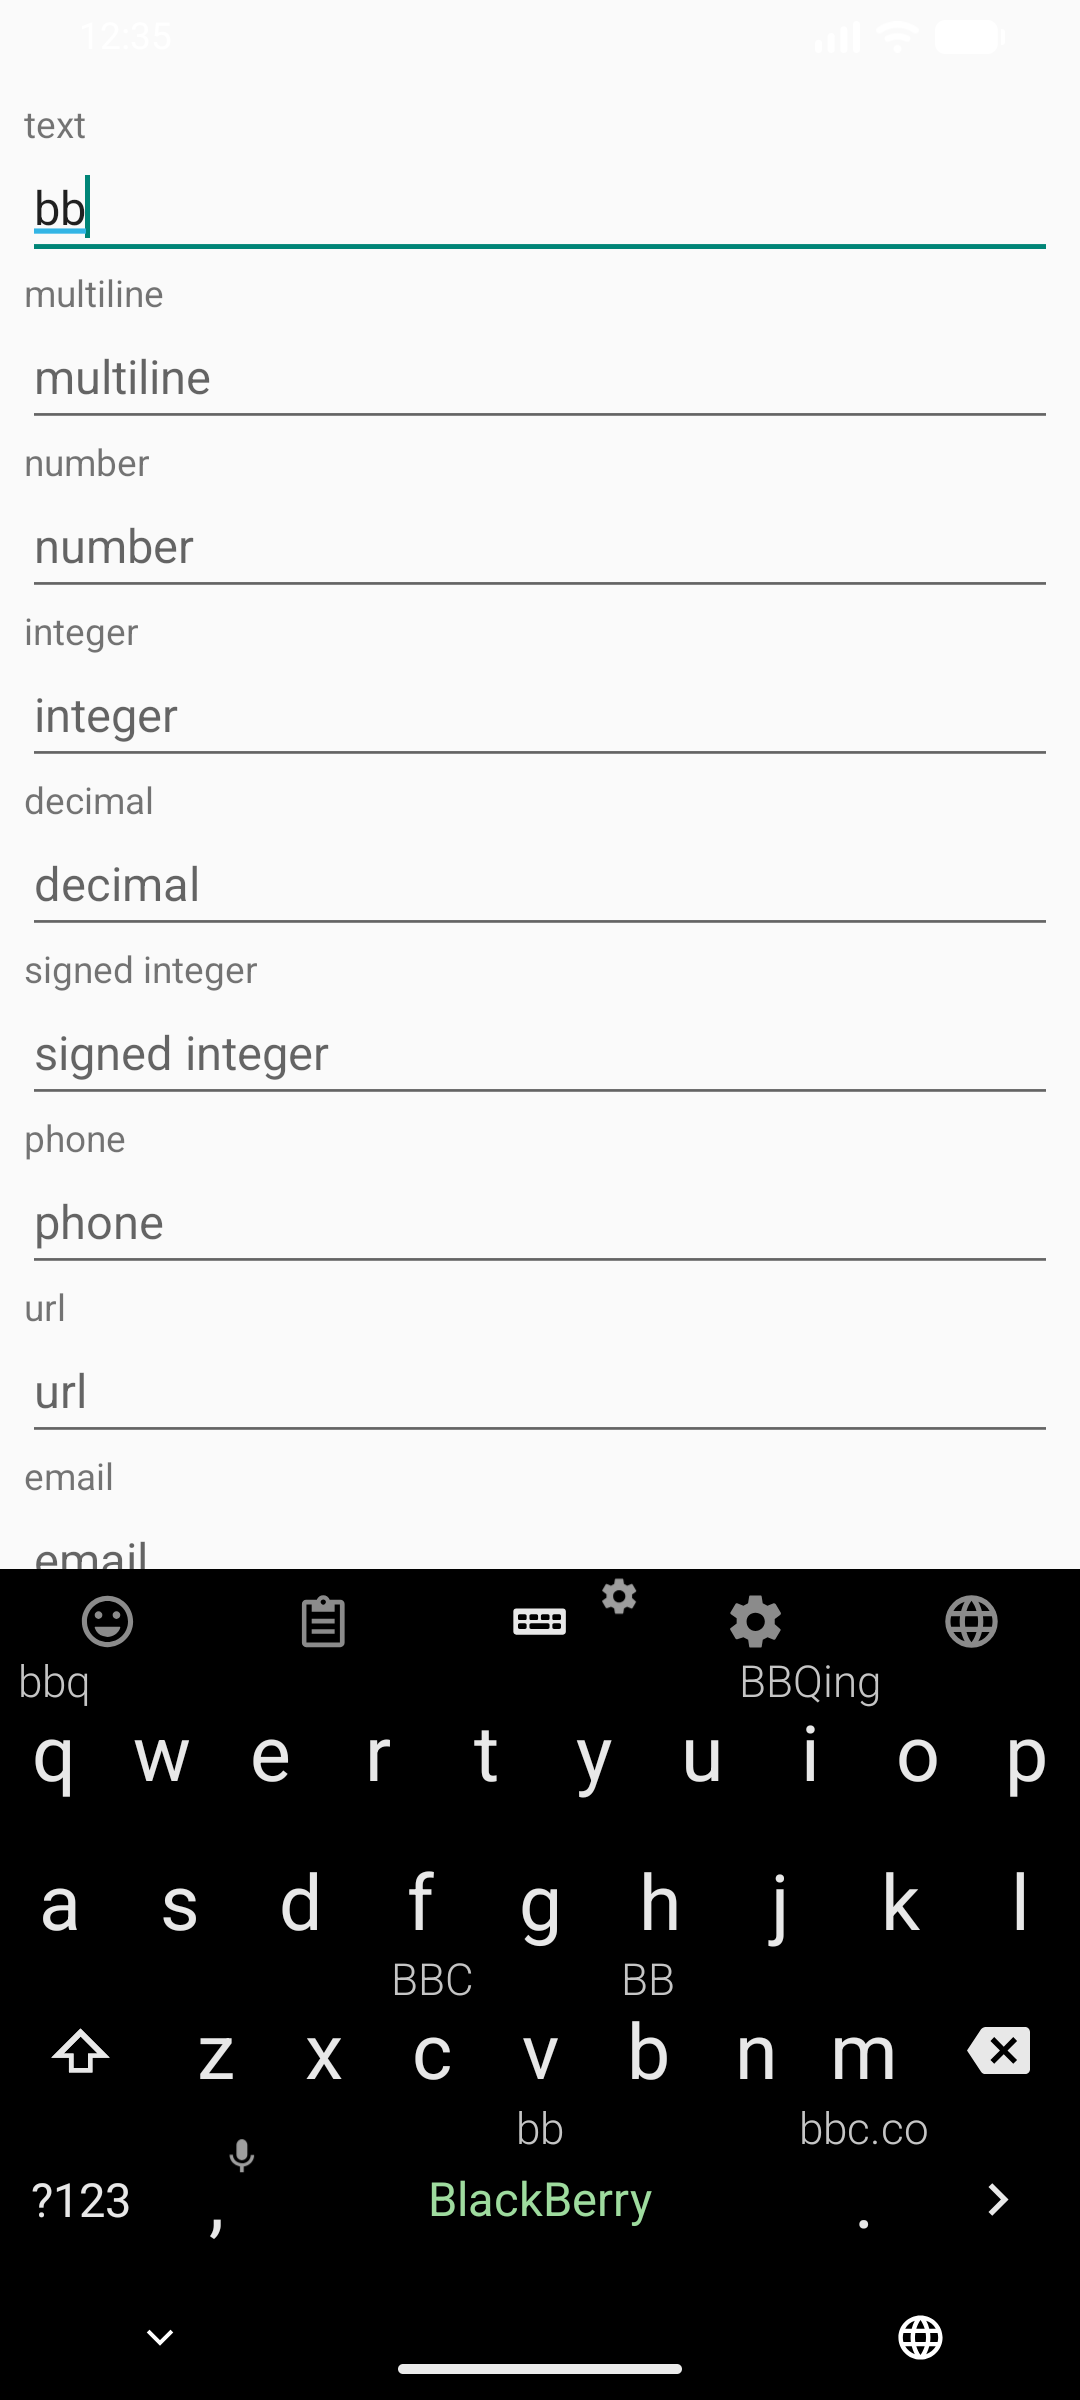 12:35
text
bb
multiline
multiline
number
number
integer
integer
decimal
decimal
signed integer
signed integer
phone
phone
url
url
email
email
bbq BBQing
q w e r t y u i o p
a s d f g h j k l
BBC BB
z x c v b n m
bb bbc.co
?123 , BlackBerry .